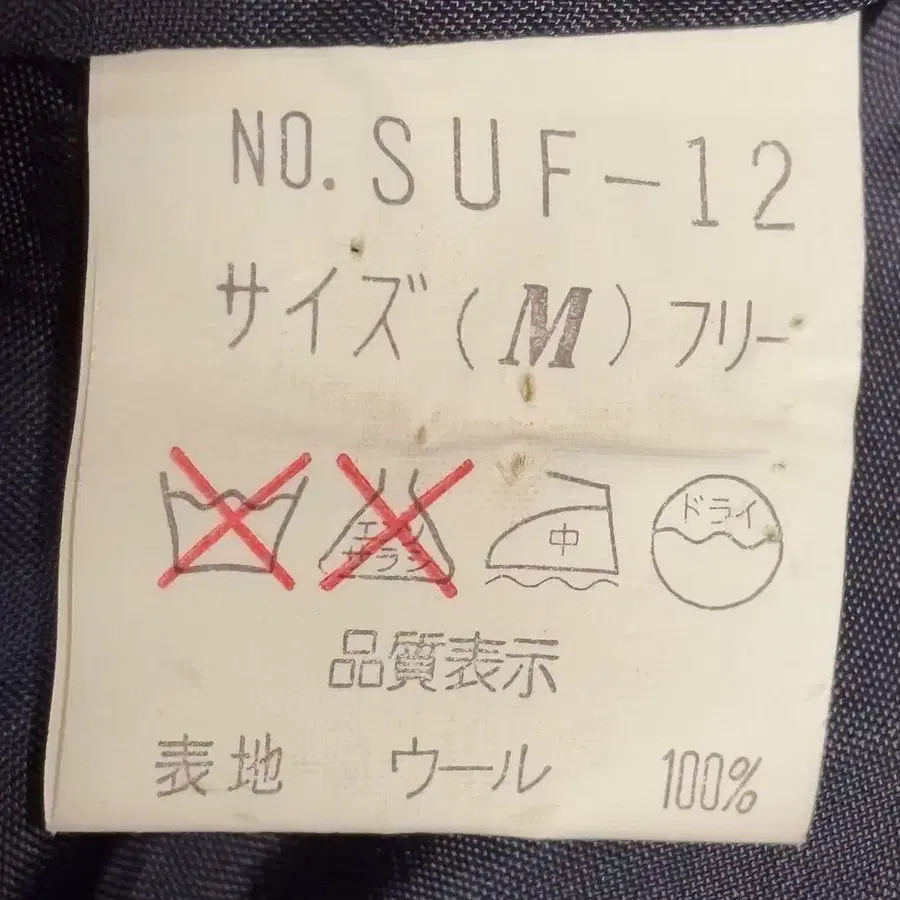 NO.SUF-12
サイズ(M)フリー
エンソ サラシ 中 ドライ
品質表示
表地 ウール 100%